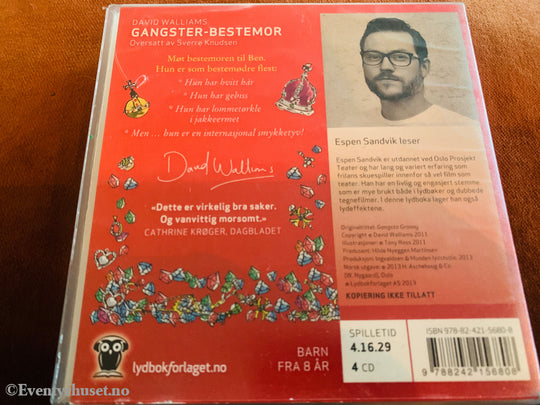 DAVID WALLIAMS
GANGSTER-BESTEMOR
Oversatt av Sverre Knudsen
Møt bestemoren til Ben.
Hun er som bestemødre flest:
* Hun har hvitt hår
* Hun har gebiss
* Hun har lommetørkle
i jakkeermet
* Men ... hun er en internasjonal smykketyv!
David Walliams
«Dette er virkelig bra saker.
Og vanvittig morsomt.»
CATHRINE KRØGER, DAGBLADET
lydbokforlaget.no
BARN
FRA 8 ÅR
Espen Sandvik leser
Espen Sandvik er utdannet ved Oslo Prosjekt
Teater og har lang og variert erfaring som
frilans skuespiller innenfor så vel film som
teater. Han har en livlig og engasjert stemme
som er mye brukt både i lydbøker og dubbede
tegnefilmer. I denne lydboka lager han også
lydeffektene.
Originaltittel: Gangsta Granny
Copyright © David Walliams 2011
Illustrasjoner © Tony Ross 2011
Produsent: Hilde Nyeggen Martinsen
Produksjon: Ingvaldsen & Munden lydstudio, 2013
Norsk utgave: © 2013 H. Aschehoug & Co
(W. Nygaard), Oslo
© Lydbokforlaget AS 2013
KOPIERING IKKE TILLATT
SPILLETID
4.16.29
4 CD
ISBN 978-82-421-5680-8
9 788242 156808
© Eventyrhuset.no